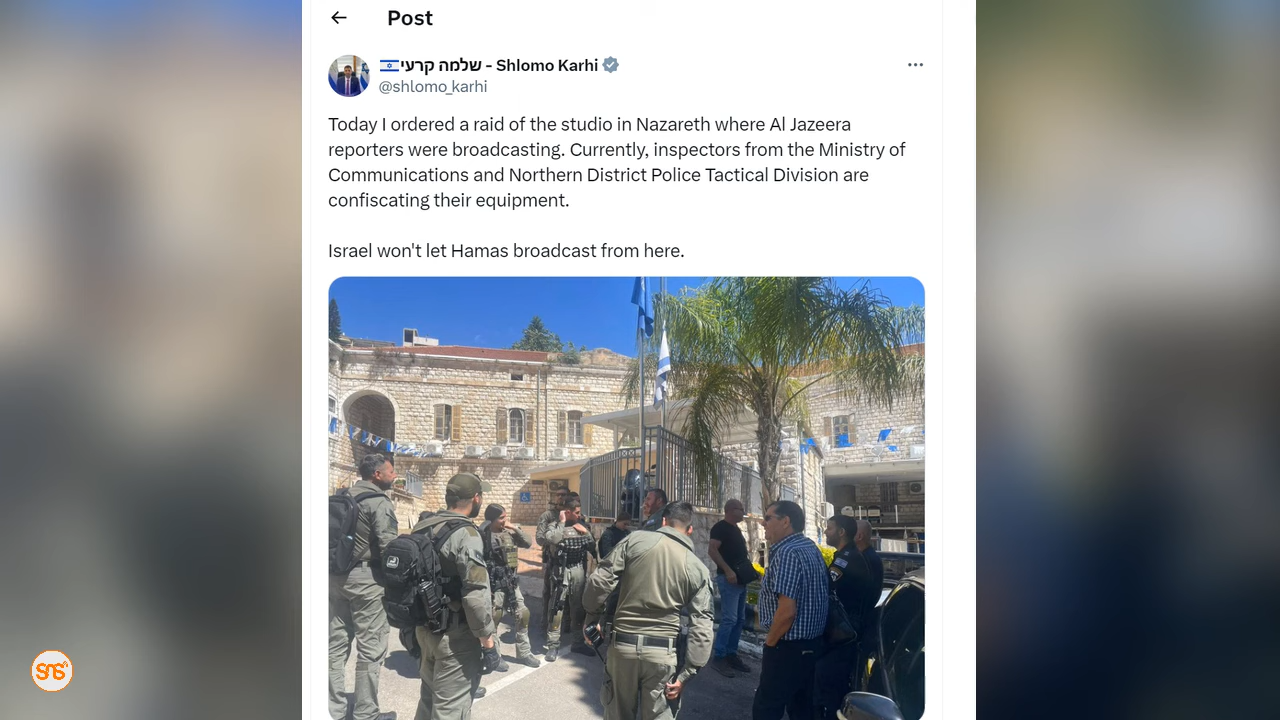 Post
🇮🇱שלמה קרעי - Shlomo Karhi
@shlomo_karhi
Today I ordered a raid of the studio in Nazareth where Al Jazeera
reporters were broadcasting. Currently, inspectors from the Ministry of
Communications and Northern District Police Tactical Division are
confiscating their equipment.
Israel won't let Hamas broadcast from here.
SNS